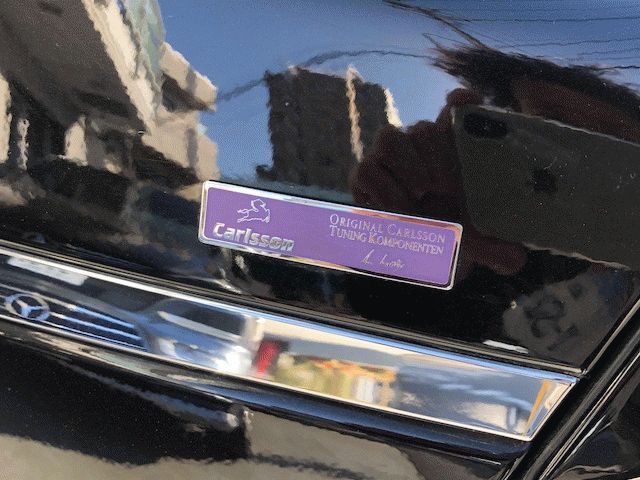 ORIGINAL CARLSSON
TUNING KOMPONENTEN
Carlsson